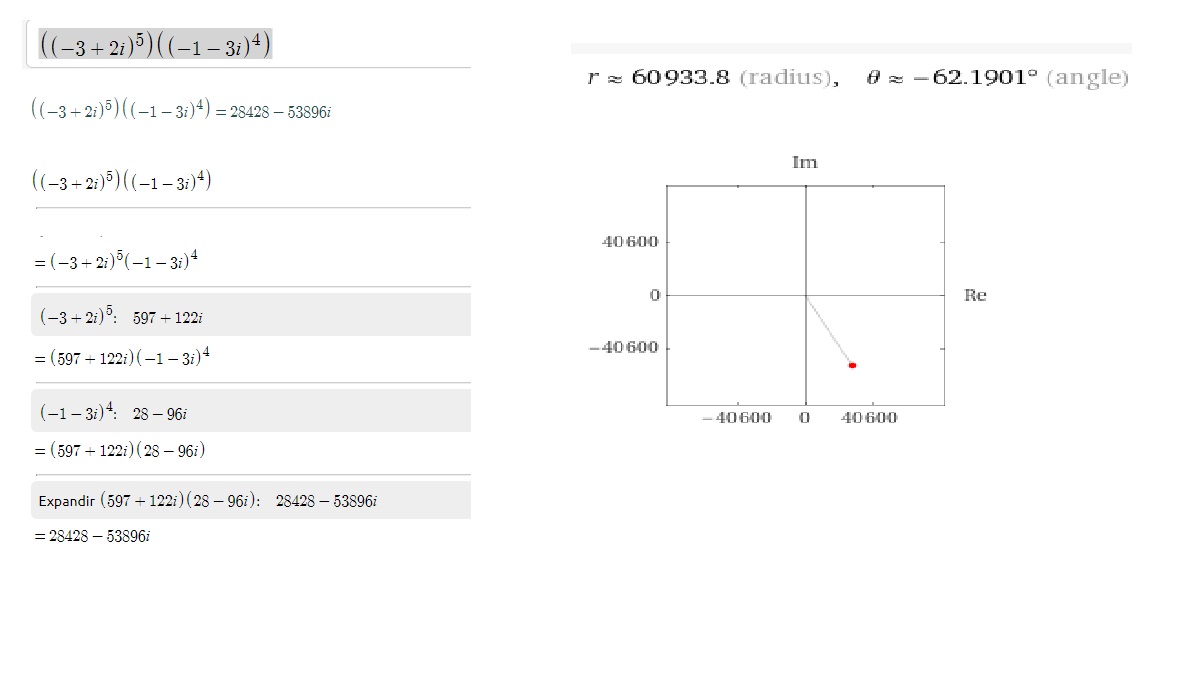 ((−3 + 2i)⁵)((−1 − 3i)⁴)
((−3 + 2i)⁵)((−1 − 3i)⁴) = 28428 − 53896i
((−3 + 2i)⁵)((−1 − 3i)⁴)
= (−3 + 2i)⁵(−1 − 3i)⁴
(−3 + 2i)⁵: 597 + 122i
= (597 + 122i)(−1 − 3i)⁴
(−1 − 3i)⁴: 28 − 96i
= (597 + 122i)(28 − 96i)
Expandir (597 + 122i)(28 − 96i): 28428 − 53896i
= 28428 − 53896i
r ≈ 60933.8 (radius), θ ≈ −62.1901° (angle)
Im
40600
0
Re
−40600
−40600 0 40600